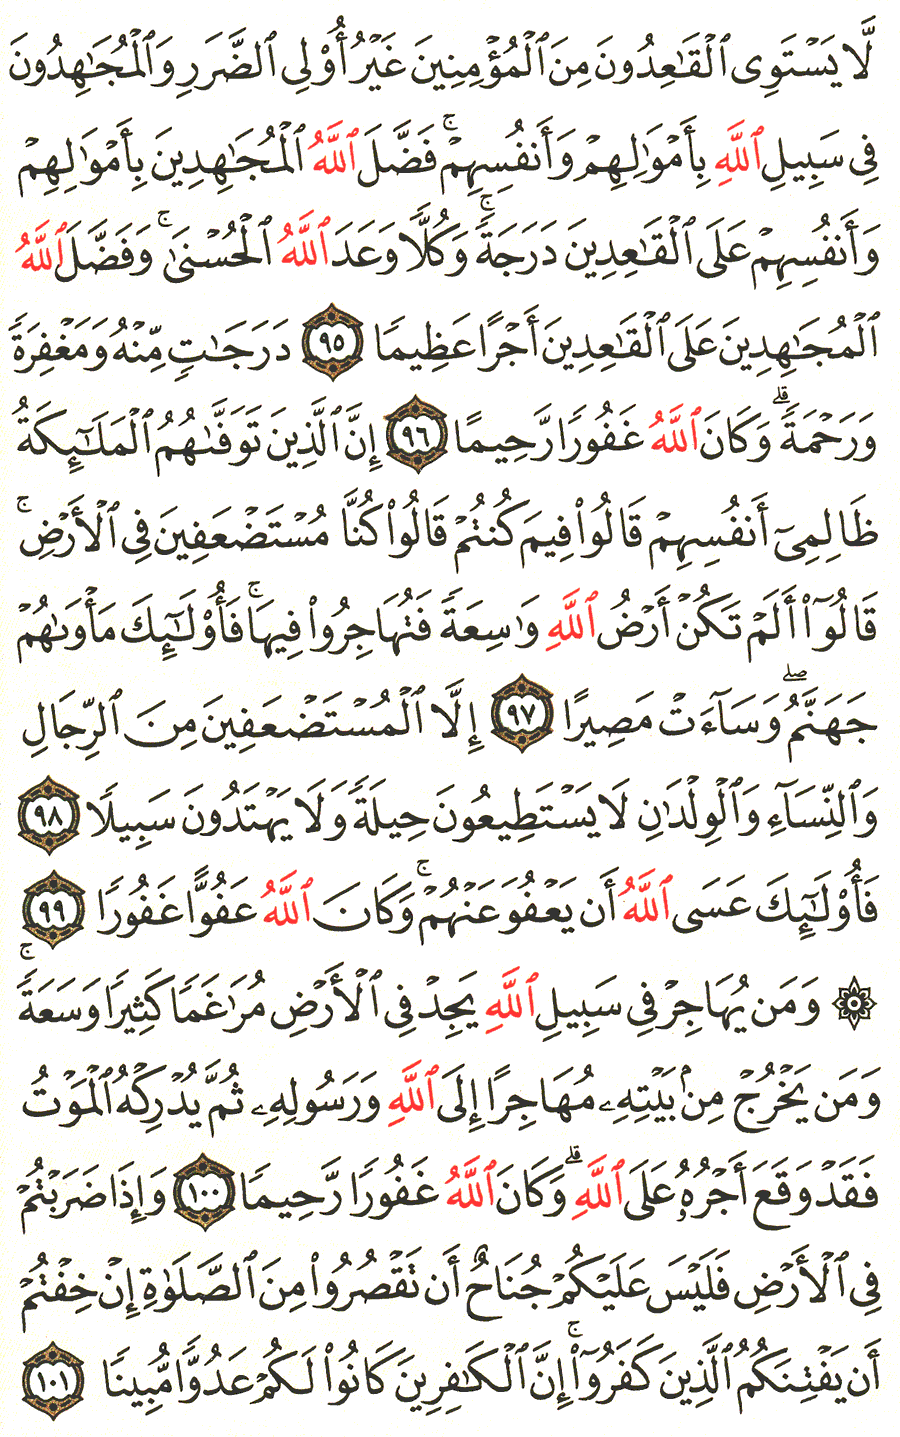 لَّا يَسْتَوِى ٱلْقَـٰعِدُونَ مِنَ ٱلْمُؤْمِنِينَ غَيْرُ أُو۟لِى ٱلضَّرَرِ وَٱلْمُجَـٰهِدُونَ
فِى سَبِيلِ ٱللَّهِ بِأَمْوَٰلِهِمْ وَأَنفُسِهِمْ ۚ فَضَّلَ ٱللَّهُ ٱلْمُجَـٰهِدِينَ بِأَمْوَٰلِهِمْ
وَأَنفُسِهِمْ عَلَى ٱلْقَـٰعِدِينَ دَرَجَةً ۚ وَكُلًّا وَعَدَ ٱللَّهُ ٱلْحُسْنَىٰ ۚ وَفَضَّلَ ٱللَّهُ
ٱلْمُجَـٰهِدِينَ عَلَى ٱلْقَـٰعِدِينَ أَجْرًا عَظِيمًا ٩٥ دَرَجَـٰتٍ مِّنْهُ وَمَغْفِرَةً
وَرَحْمَةً ۚ وَكَانَ ٱللَّهُ غَفُورًا رَّحِيمًا ٩٦ إِنَّ ٱلَّذِينَ تَوَفَّىٰهُمُ ٱلْمَلَـٰٓئِكَةُ
ظَالِمِىٓ أَنفُسِهِمْ قَالُوا۟ فِيمَ كُنتُمْ ۖ قَالُوا۟ كُنَّا مُسْتَضْعَفِينَ فِى ٱلْأَرْضِ ۚ
قَالُوٓا۟ أَلَمْ تَكُنْ أَرْضُ ٱللَّهِ وَٰسِعَةً فَتُهَاجِرُوا۟ فِيهَا ۚ فَأُو۟لَـٰٓئِكَ مَأْوَىٰهُمْ
جَهَنَّمُ ۖ وَسَآءَتْ مَصِيرًا ٩٧ إِلَّا ٱلْمُسْتَضْعَفِينَ مِنَ ٱلرِّجَالِ
وَٱلنِّسَآءِ وَٱلْوِلْدَٰنِ لَا يَسْتَطِيعُونَ حِيلَةً وَلَا يَهْتَدُونَ سَبِيلًا ٩٨
فَأُو۟لَـٰٓئِكَ عَسَى ٱللَّهُ أَن يَعْفُوَ عَنْهُمْ ۚ وَكَانَ ٱللَّهُ عَفُوًّا غَفُورًا ٩٩
۞ وَمَن يُهَاجِرْ فِى سَبِيلِ ٱللَّهِ يَجِدْ فِى ٱلْأَرْضِ مُرَٰغَمًا كَثِيرًا وَسَعَةً ۚ
وَمَن يَخْرُجْ مِنۢ بَيْتِهِۦ مُهَاجِرًا إِلَى ٱللَّهِ وَرَسُولِهِۦ ثُمَّ يُدْرِكْهُ ٱلْمَوْتُ
فَقَدْ وَقَعَ أَجْرُهُۥ عَلَى ٱللَّهِ ۗ وَكَانَ ٱللَّهُ غَفُورًا رَّحِيمًا ١٠٠ وَإِذَا ضَرَبْتُمْ
فِى ٱلْأَرْضِ فَلَيْسَ عَلَيْكُمْ جُنَاحٌ أَن تَقْصُرُوا۟ مِنَ ٱلصَّلَوٰةِ إِنْ خِفْتُمْ
أَن يَفْتِنَكُمُ ٱلَّذِينَ كَفَرُوٓا۟ ۚ إِنَّ ٱلْكَـٰفِرِينَ كَانُوا۟ لَكُمْ عَدُوًّا مُّبِينًا ١٠١